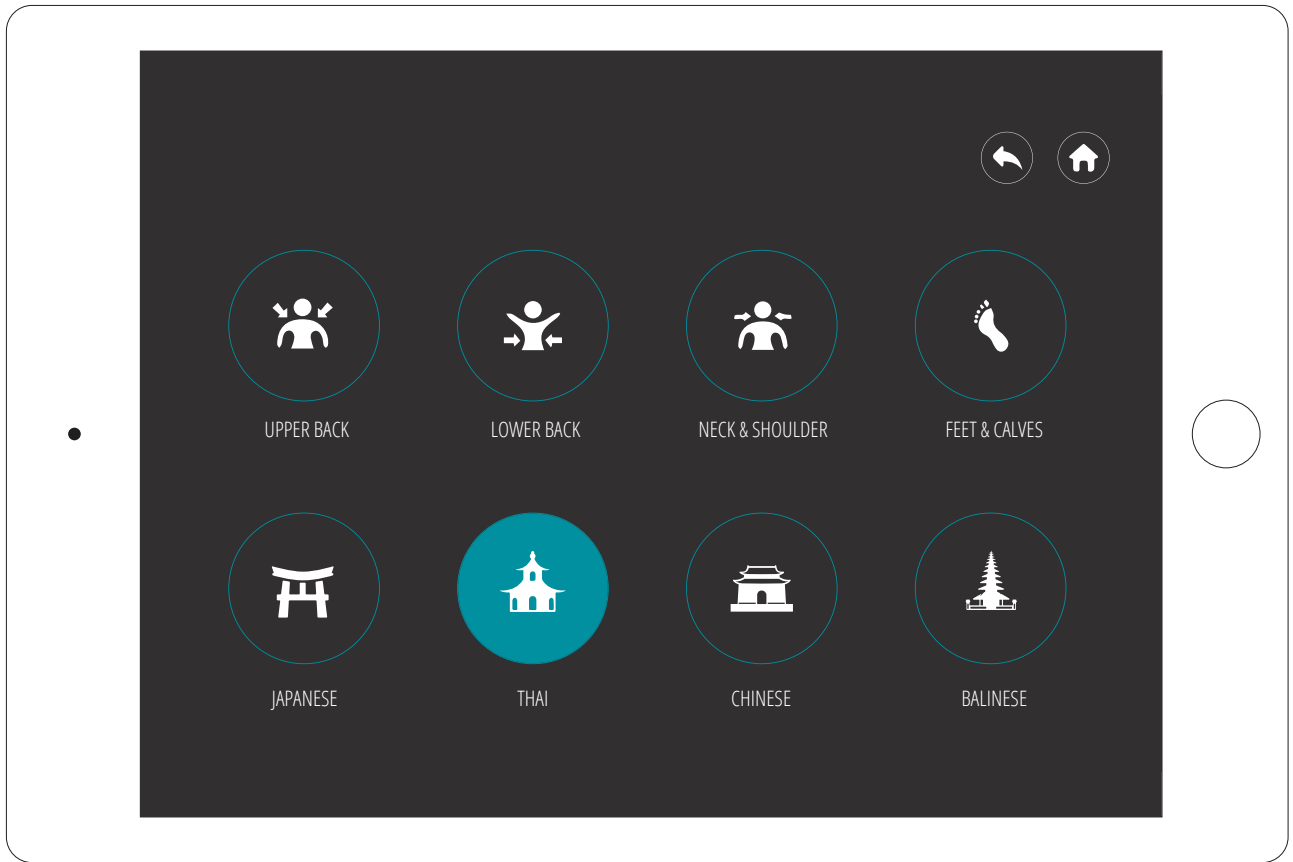 UPPER BACK
LOWER BACK
NECK & SHOULDER
FEET & CALVES
JAPANESE
THAI
CHINESE
BALINESE